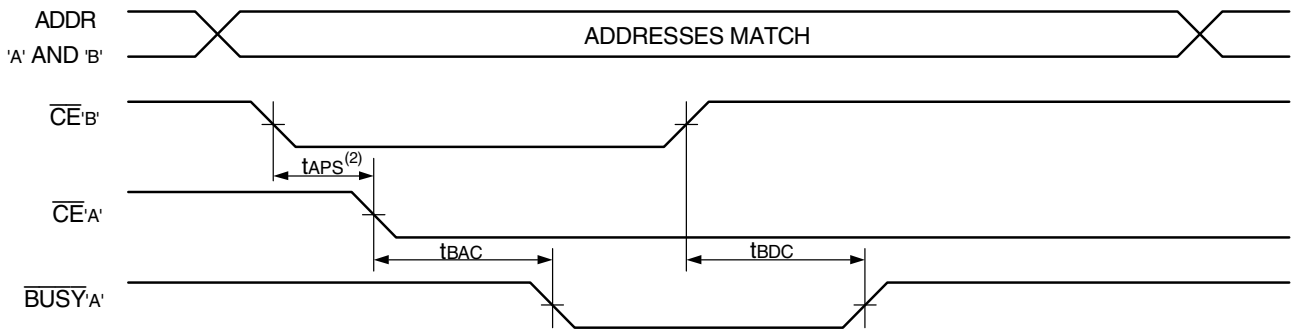 ADDR
'A' AND 'B'
ADDRESSES MATCH
CE'B'
tAPS(2)
CE'A'
tBAC
tBDC
BUSY'A'